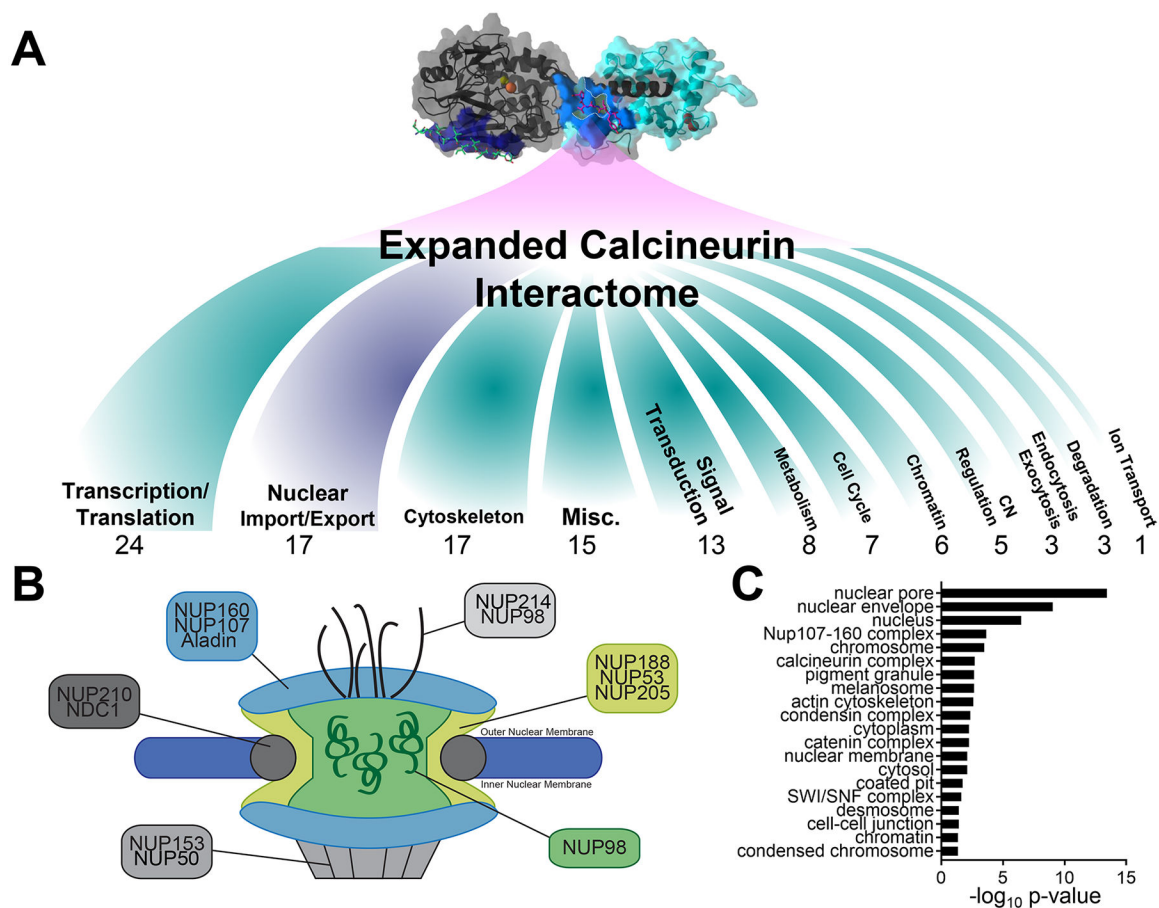 A
Expanded Calcineurin
Interactome
Transcription/
Translation
24
Nuclear
Import/Export
17
Cytoskeleton
17
Misc.
15
Signal
Transduction
13
Metabolism
8
Cell Cycle
7
Chromatin
6
CN
Regulation
5
Endocytosis
Exocytosis
3
Degradation
3
Ion Transport
1
B
NUP160
NUP107
Aladin
NUP214
NUP98
NUP188
NUP53
NUP205
NUP210
NDC1
Outer Nuclear Membrane
Inner Nuclear Membrane
NUP153
NUP50
NUP98
C
nuclear pore
nuclear envelope
nucleus
Nup107-160 complex
chromosome
calcineurin complex
pigment granule
melanosome
actin cytoskeleton
condensin complex
cytoplasm
catenin complex
nuclear membrane
cytosol
coated pit
SWI/SNF complex
desmosome
cell-cell junction
chromatin
condensed chromosome
0 5 10 15
-log₁₀ p-value